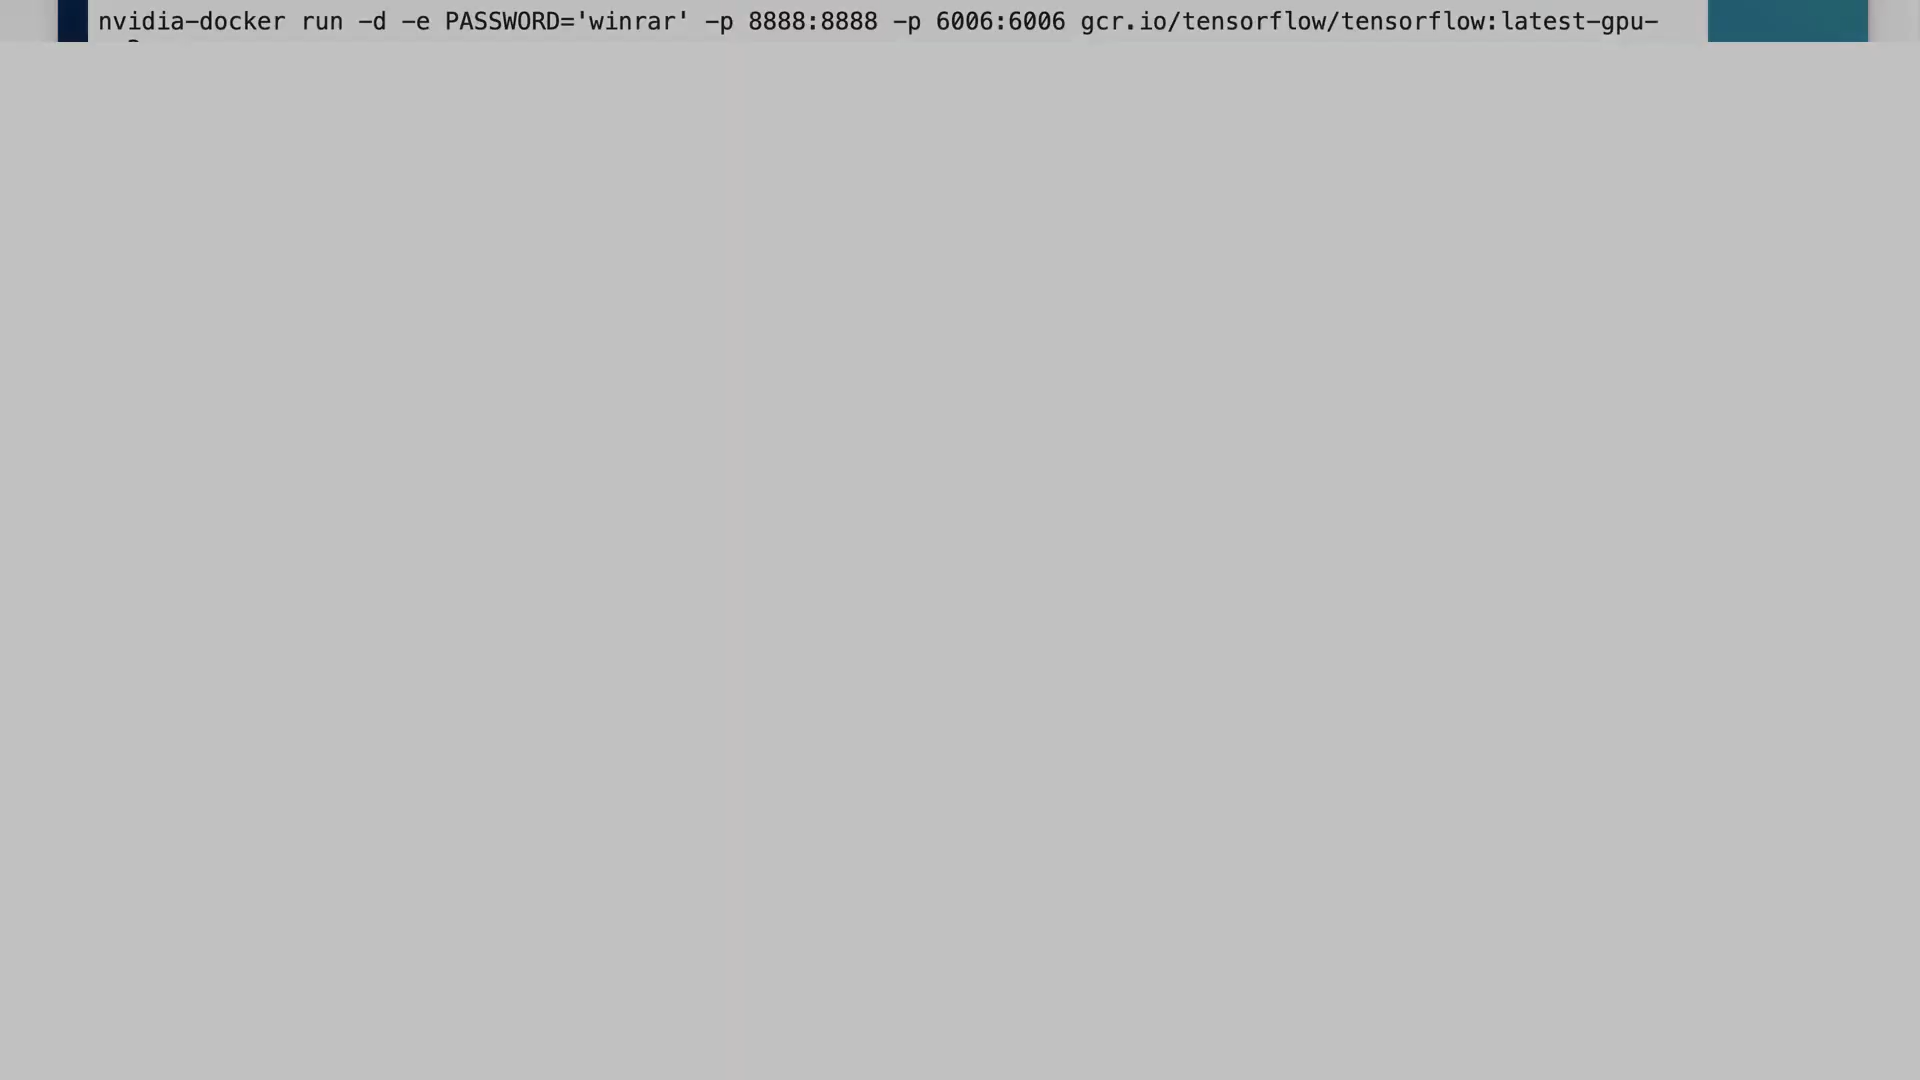 nvidia-docker run -d -e PASSWORD='winrar' -p 8888:8888 -p 6006:6006 gcr.io/tensorflow/tensorflow:latest-gpu-